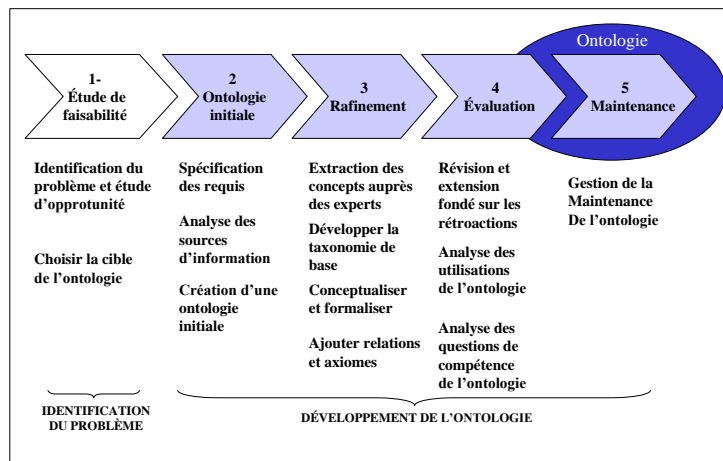 Ontologie
1-
Étude de
faisabilité
2
Ontologie
initiale
3
Rafinement
4
Évaluation
5
Maintenance
Identification du
problème et étude
d'opprotunité
Choisir la cible
de l'ontologie
Spécification
des requis
Analyse des
sources
d'information
Création d'une
ontologie
initiale
Extraction des
concepts auprès
des experts
Développer la
taxonomie de
base
Conceptualiser
et formaliser
Ajouter relations
et axiomes
Révision et
extension
fondé sur les
rétroactions
Analyse des
utilisations
de l'ontologie
Analyse des
questions de
compétence
de l'ontologie
Gestion de la
Maintenance
De l'ontologie
IDENTIFICATION
DU PROBLÈME
DÉVELOPPEMENT DE L'ONTOLOGIE